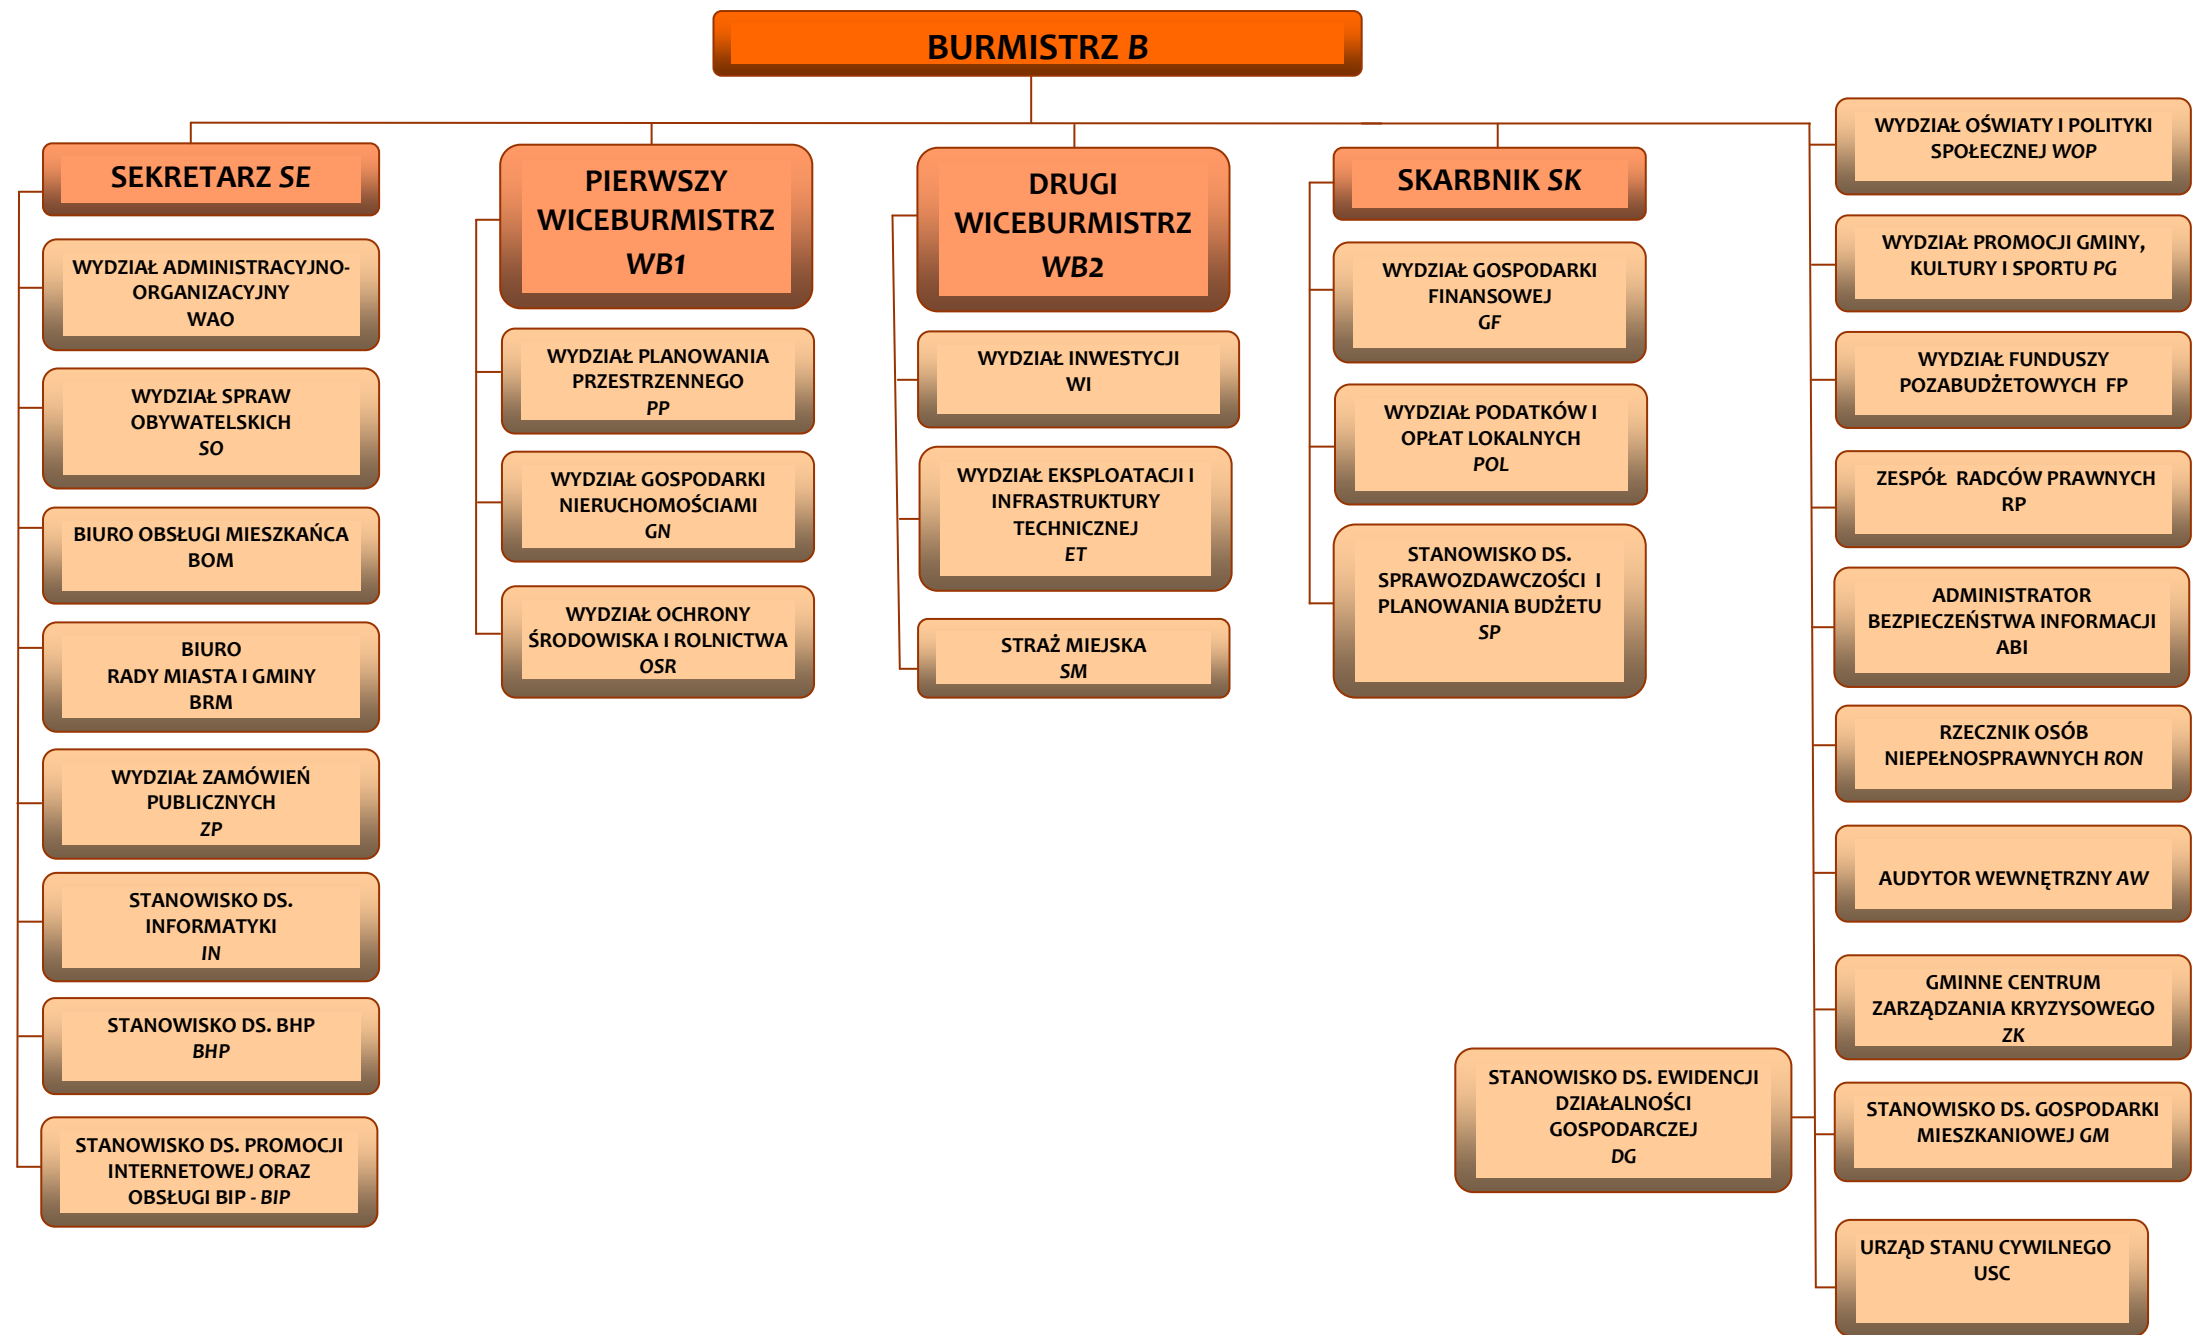 BURMISTRZ B
SEKRETARZ SE
WYDZIAŁ ADMINISTRACYJNO-
ORGANIZACYJNY
WAO
WYDZIAŁ SPRAW
OBYWATELSKICH
SO
BIURO OBSŁUGI MIESZKAŃCA
BOM
BIURO
RADY MIASTA I GMINY
BRM
WYDZIAŁ ZAMÓWIEŃ
PUBLICZNYCH
ZP
STANOWISKO DS.
INFORMATYKI
IN
STANOWISKO DS. BHP
BHP
STANOWISKO DS. PROMOCJI
INTERNETOWEJ ORAZ
OBSŁUGI BIP - BIP
PIERWSZY
WICEBURMISTRZ
WB1
WYDZIAŁ PLANOWANIA
PRZESTRZENNEGO
PP
WYDZIAŁ GOSPODARKI
NIERUCHOMOŚCIAMI
GN
WYDZIAŁ OCHRONY
ŚRODOWISKA I ROLNICTWA
OSR
DRUGI
WICEBURMISTRZ
WB2
WYDZIAŁ INWESTYCJI
WI
WYDZIAŁ EKSPLOATACJI I
INFRASTRUKTURY
TECHNICZNEJ
ET
STRAŻ MIEJSKA
SM
SKARBNIK SK
WYDZIAŁ GOSPODARKI
FINANSOWEJ
GF
WYDZIAŁ PODATKÓW I
OPŁAT LOKALNYCH
POL
STANOWISKO DS.
SPRAWOZDAWCZOŚCI I
PLANOWANIA BUDŻETU
SP
WYDZIAŁ OŚWIATY I POLITYKI
SPOŁECZNEJ WOP
WYDZIAŁ PROMOCJI GMINY,
KULTURY I SPORTU PG
WYDZIAŁ FUNDUSZY
POZABUDŻETOWYCH FP
ZESPÓŁ RADCÓW PRAWNYCH
RP
ADMINISTRATOR
BEZPIECZEŃSTWA INFORMACJI
ABI
RZECZNIK OSÓB
NIEPEŁNOSPRAWNYCH RON
AUDYTOR WEWNĘTRZNY AW
GMINNE CENTRUM
ZARZĄDZANIA KRYZYSOWEGO
ZK
STANOWISKO DS. EWIDENCJI
DZIAŁALNOŚCI
GOSPODARCZEJ
DG
STANOWISKO DS. GOSPODARKI
MIESZKANIOWEJ GM
URZĄD STANU CYWILNEGO
USC